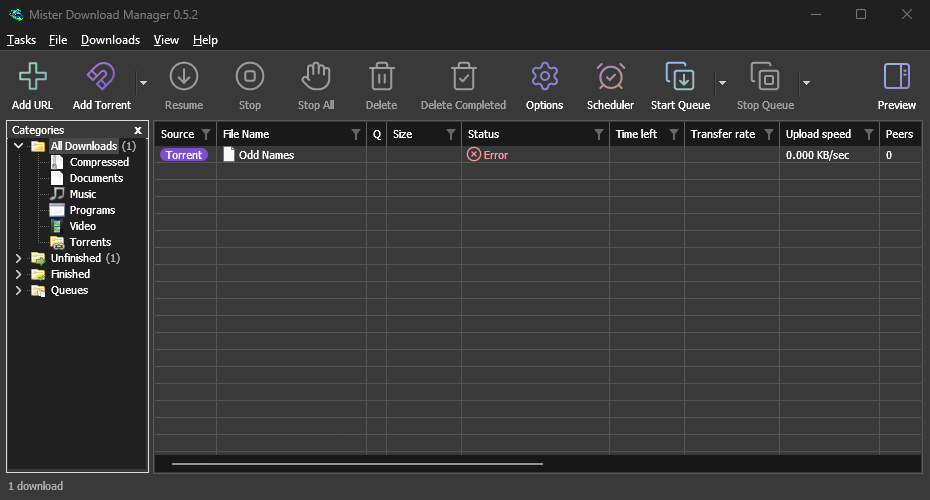 Mister Download Manager 0.5.2
Tasks File Downloads View Help
Add URL Add Torrent Resume Stop Stop All Delete Delete Completed Options Scheduler Start Queue Stop Queue Preview
Categories x
Source File Name Q Size Status Time left Transfer rate Upload speed Peers
All Downloads (1)
Torrent Odd Names Error 0.000 KB/sec 0
Compressed
Documents
Music
Programs
Video
Torrents
Unfinished (1)
Finished
Queues
1 download